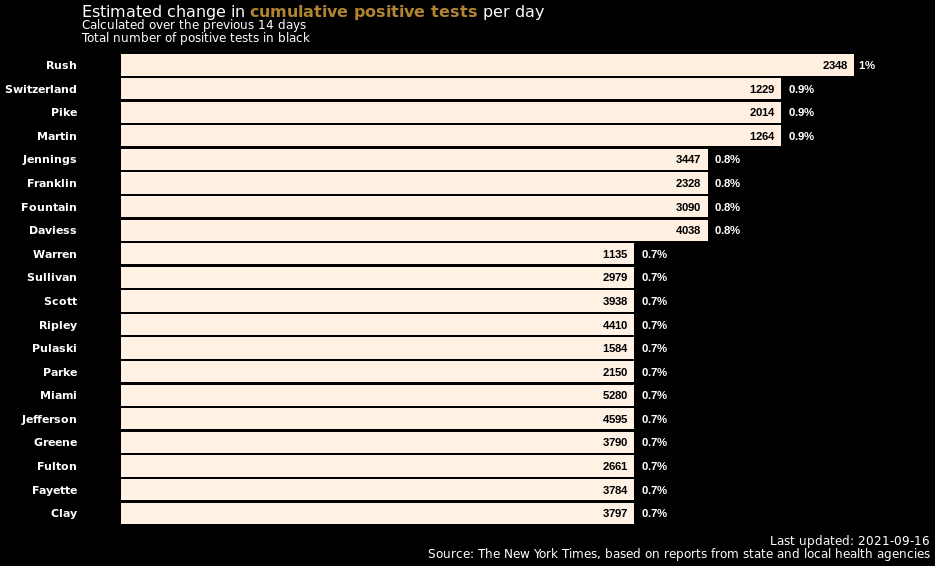 Estimated change in cumulative positive tests per day
Calculated over the previous 14 days
Total number of positive tests in black
Rush 2348 1%
Switzerland 1229 0.9%
Pike 2014 0.9%
Martin 1264 0.9%
Jennings 3447 0.8%
Franklin 2328 0.8%
Fountain 3090 0.8%
Daviess 4038 0.8%
Warren 1135 0.7%
Sullivan 2979 0.7%
Scott 3938 0.7%
Ripley 4410 0.7%
Pulaski 1584 0.7%
Parke 2150 0.7%
Miami 5280 0.7%
Jefferson 4595 0.7%
Greene 3790 0.7%
Fulton 2661 0.7%
Fayette 3784 0.7%
Clay 3797 0.7%
Last updated: 2021-09-16
Source: The New York Times, based on reports from state and local health agencies